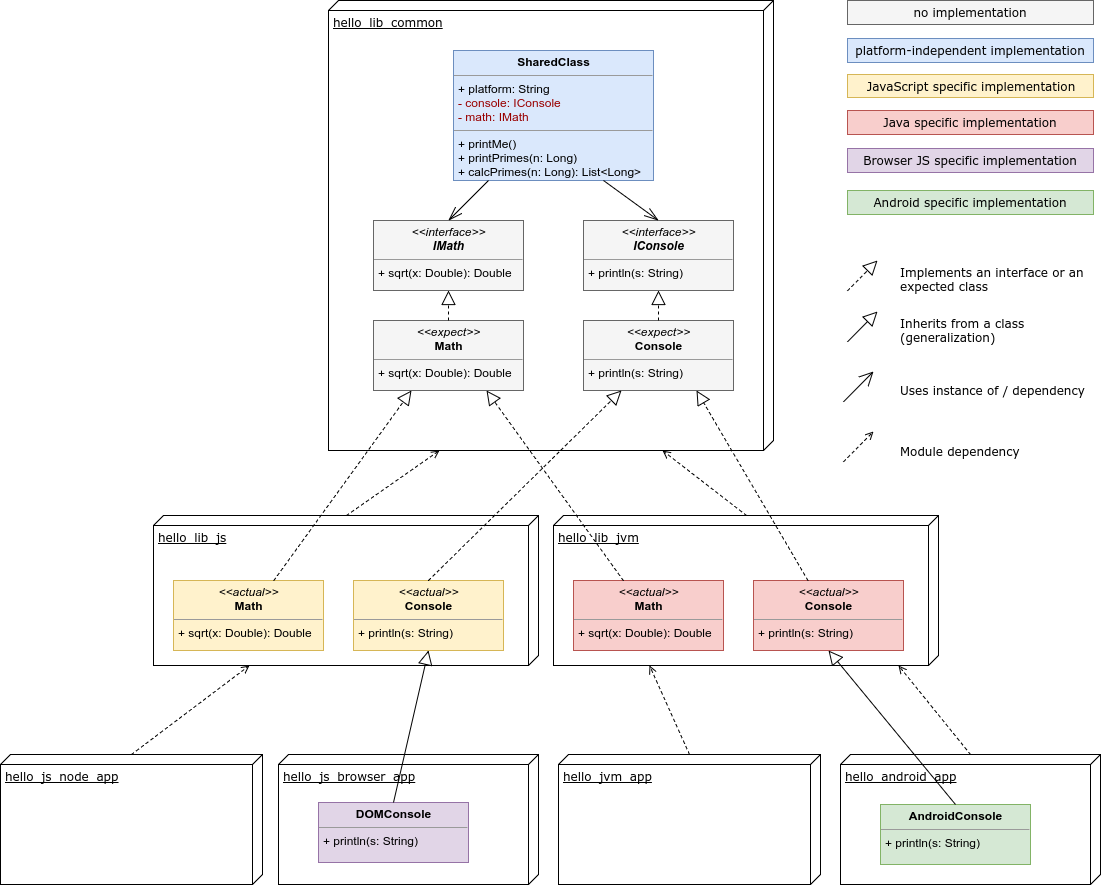 hello_lib_common
SharedClass
+ platform: String
- console: IConsole
- math: IMath
+ printMe()
+ printPrimes(n: Long)
+ calcPrimes(n: Long): List<Long>
<<interface>>
IMath
+ sqrt(x: Double): Double
<<interface>>
IConsole
+ println(s: String)
<<expect>>
Math
+ sqrt(x: Double): Double
<<expect>>
Console
+ println(s: String)
no implementation
platform-independent implementation
JavaScript specific implementation
Java specific implementation
Browser JS specific implementation
Android specific implementation
Implements an interface or an
expected class
Inherits from a class
(generalization)
Uses instance of / dependency
Module dependency
hello_lib_js
<<actual>>
Math
+ sqrt(x: Double): Double
<<actual>>
Console
+ println(s: String)
hello_lib_jvm
<<actual>>
Math
+ sqrt(x: Double): Double
<<actual>>
Console
+ println(s: String)
hello_js_node_app
hello_js_browser_app
DOMConsole
+ println(s: String)
hello_jvm_app
hello_android_app
AndroidConsole
+ println(s: String)